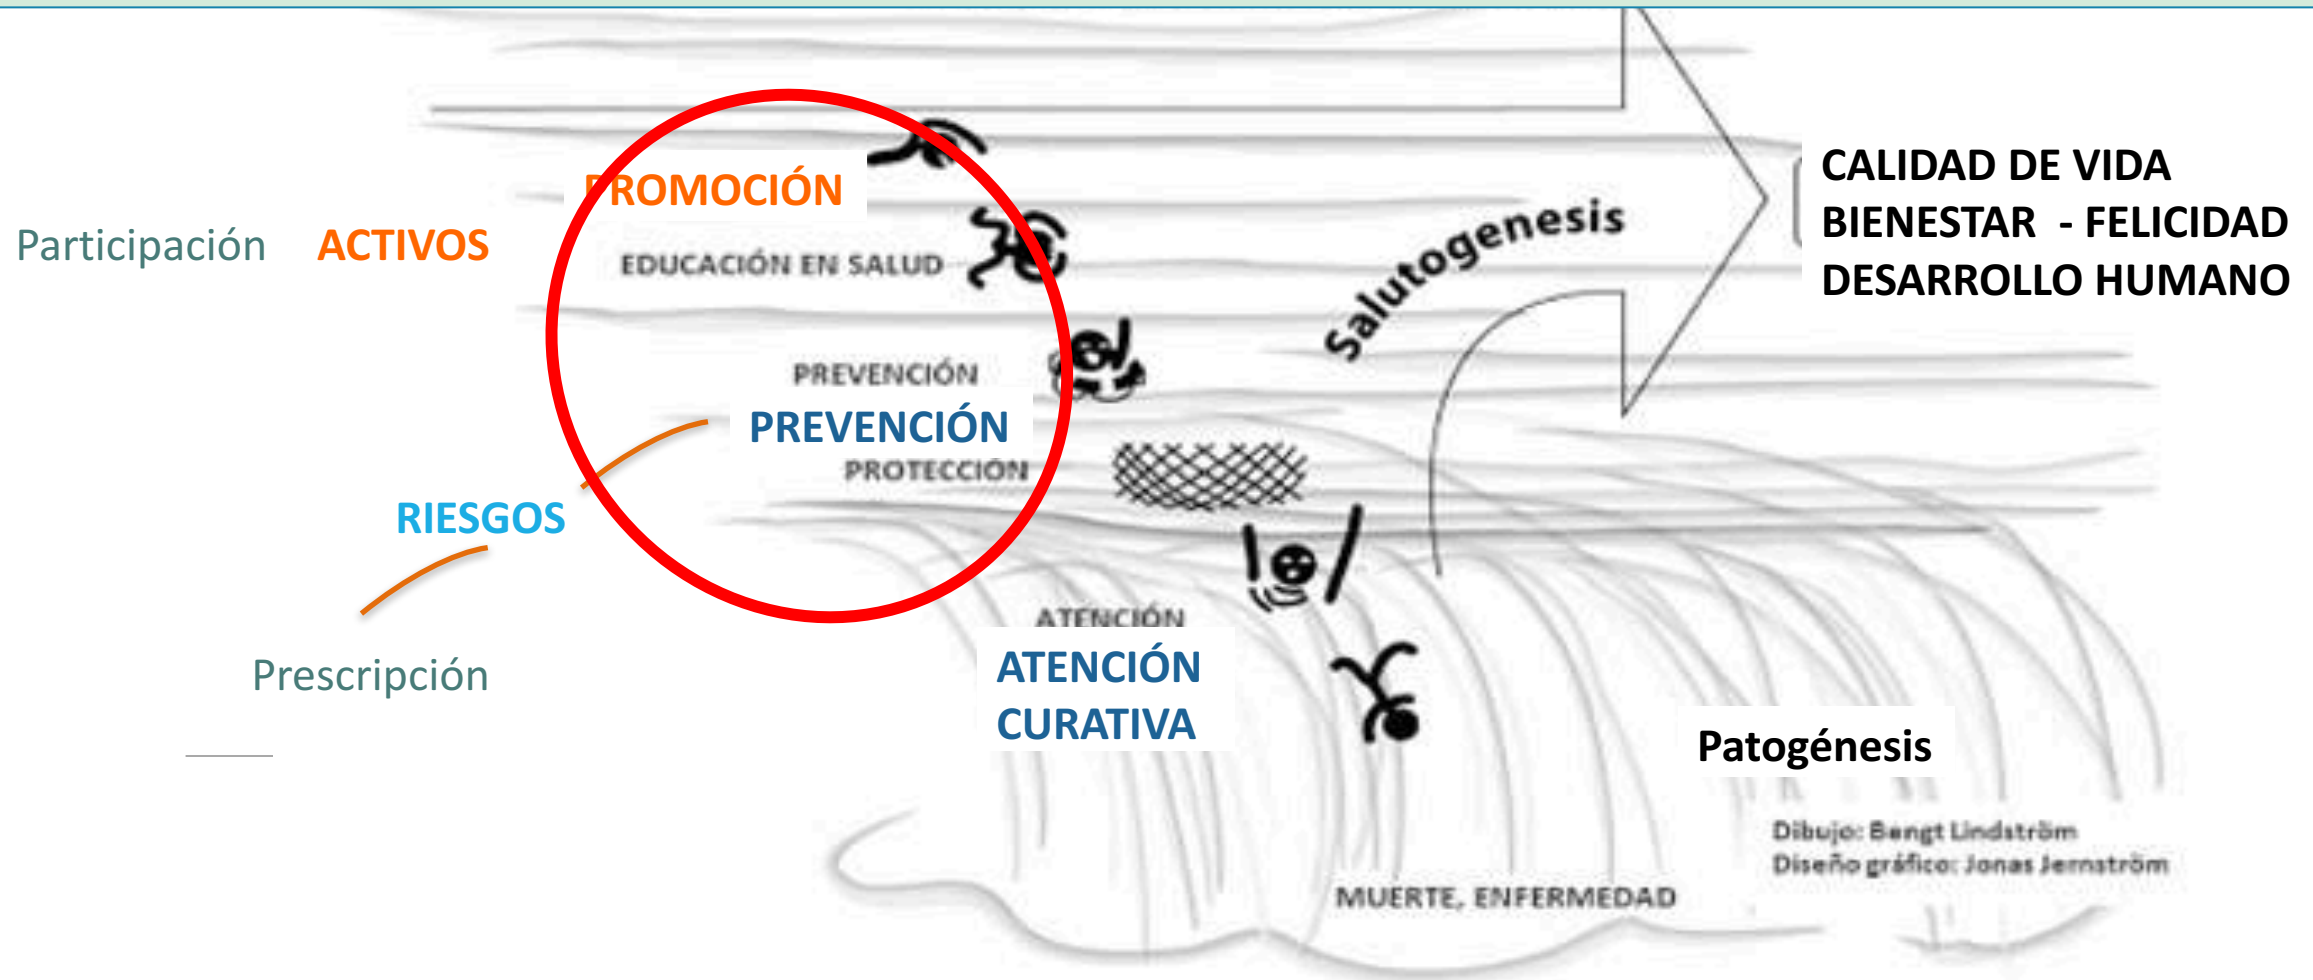 PROMOCIÓN
Participación ACTIVOS
EDUCACIÓN EN SALUD
Salutogenesis
CALIDAD DE VIDA
BIENESTAR - FELICIDAD
DESARROLLO HUMANO
PREVENCIÓN
PREVENCIÓN
PROTECCIÓN
RIESGOS
Prescripción
ATENCIÓN
ATENCIÓN
CURATIVA
Patogénesis
Dibujo: Bengt Lindström
Diseño gráfico: Jonas Jernström
MUERTE, ENFERMEDAD